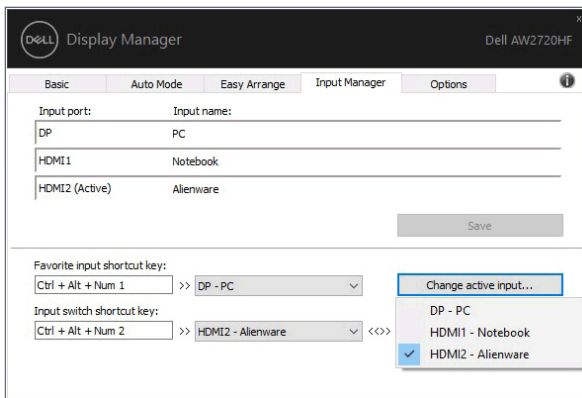 DELL Display Manager Dell AW2720HF
Basic Auto Mode Easy Arrange Input Manager Options
Input port: Input name:
DP PC
HDMI1 Notebook
HDMI2 (Active) Alienware
Save
Favorite input shortcut key:
Ctrl + Alt + Num 1 >> DP - PC Change active input...
Input switch shortcut key:
Ctrl + Alt + Num 2 >> HDMI2 - Alienware <<>>
DP - PC
HDMI1 - Notebook
HDMI2 - Alienware